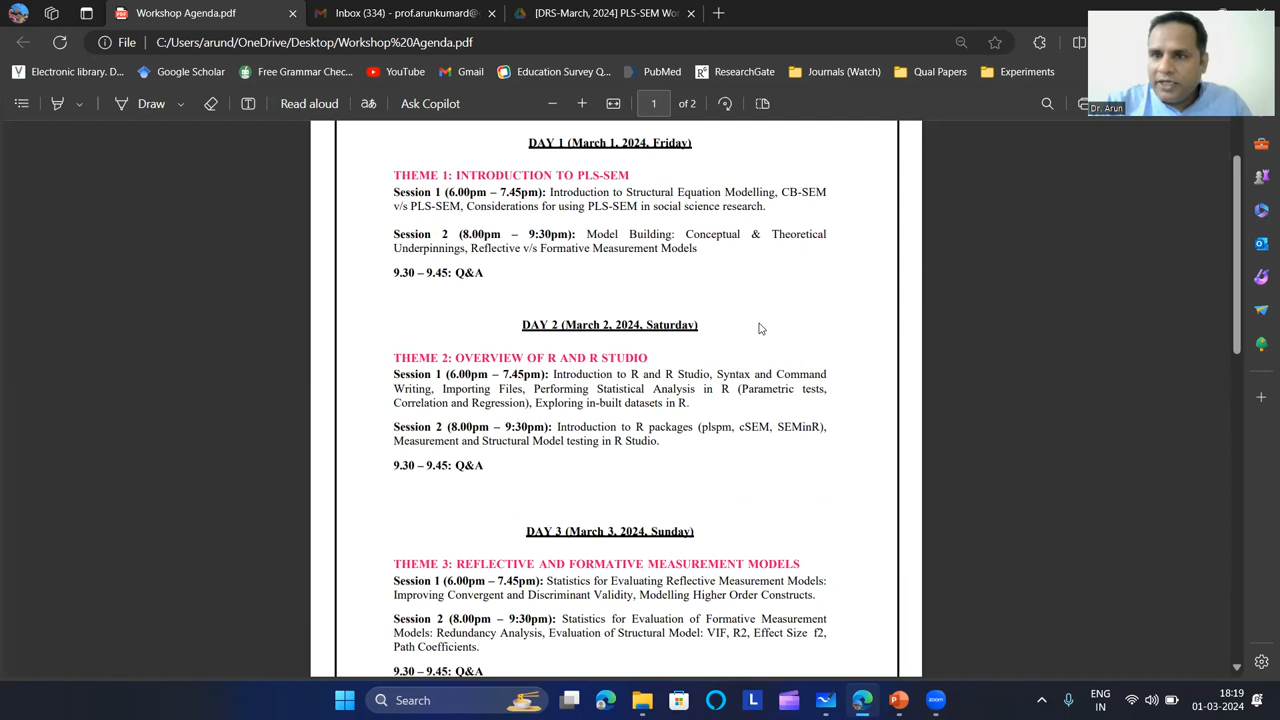 Workshop Agenda.pdf
Inbox (334) - prof.arunkumard@
[DRS-March, 2024] PLS-SEM Wo
File
C:/Users/arund/OneDrive/Desktop/Workshop%20Agenda.pdf
Electronic library. D...
Google Scholar
Free Grammar Chec...
YouTube
Gmail
Education Survey Q...
PubMed
ResearchGate
Journals (Watch)
Qual Papers
Experiments
Draw
Read aloud
Ask Copilot
1
of 2
Dr. Arun
DAY 1 (March 1, 2024, Friday)
THEME 1: INTRODUCTION TO PLS-SEM
Session 1 (6.00pm – 7.45pm): Introduction to Structural Equation Modelling, CB-SEM
v/s PLS-SEM, Considerations for using PLS-SEM in social science research.
Session 2 (8.00pm – 9:30pm): Model Building: Conceptual & Theoretical
Underpinnings, Reflective v/s Formative Measurement Models
9.30 – 9.45: Q&A
DAY 2 (March 2, 2024, Saturday)
THEME 2: OVERVIEW OF R AND R STUDIO
Session 1 (6.00pm – 7.45pm): Introduction to R and R Studio, Syntax and Command
Writing, Importing Files, Performing Statistical Analysis in R (Parametric tests,
Correlation and Regression), Exploring in-built datasets in R.
Session 2 (8.00pm – 9:30pm): Introduction to R packages (plspm, cSEM, SEMinR),
Measurement and Structural Model testing in R Studio.
9.30 – 9.45: Q&A
DAY 3 (March 3, 2024, Sunday)
THEME 3: REFLECTIVE AND FORMATIVE MEASUREMENT MODELS
Session 1 (6.00pm – 7.45pm): Statistics for Evaluating Reflective Measurement Models:
Improving Convergent and Discriminant Validity, Modelling Higher Order Constructs.
Session 2 (8.00pm – 9:30pm): Statistics for Evaluation of Formative Measurement
Models: Redundancy Analysis, Evaluation of Structural Model: VIF, R2, Effect Size f2,
Path Coefficients.
9.30 – 9.45: Q&A
Search
zoom
ENG
IN
18:19
01-03-2024